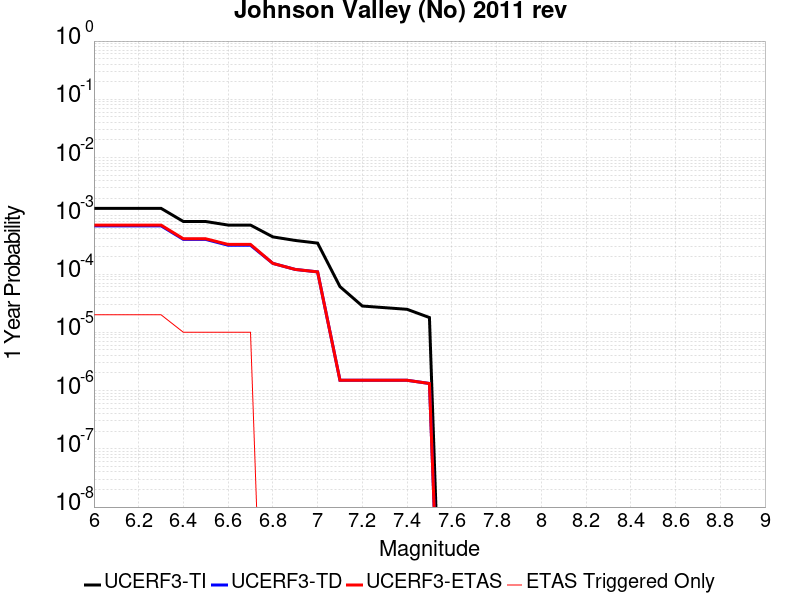 Johnson Valley (No) 2011 rev
10^0
10^-1
10^-2
10^-3
10^-4
10^-5
10^-6
10^-7
10^-8
1 Year Probability
6 6.2 6.4 6.6 6.8 7 7.2 7.4 7.6 7.8 8 8.2 8.4 8.6 8.8 9
Magnitude
UCERF3-TI UCERF3-TD UCERF3-ETAS ETAS Triggered Only